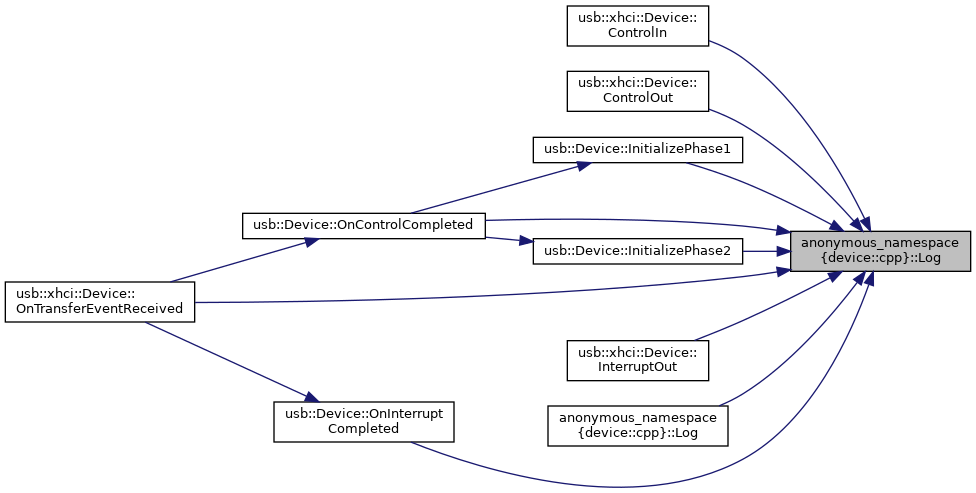 usb::xhci::Device::
ControlIn
usb::xhci::Device::
ControlOut
usb::Device::InitializePhase1
usb::Device::OnControlCompleted
anonymous_namespace
{device::cpp}::Log
usb::Device::InitializePhase2
usb::xhci::Device::
OnTransferEventReceived
usb::xhci::Device::
InterruptOut
usb::Device::OnInterrupt
Completed
anonymous_namespace
{device::cpp}::Log